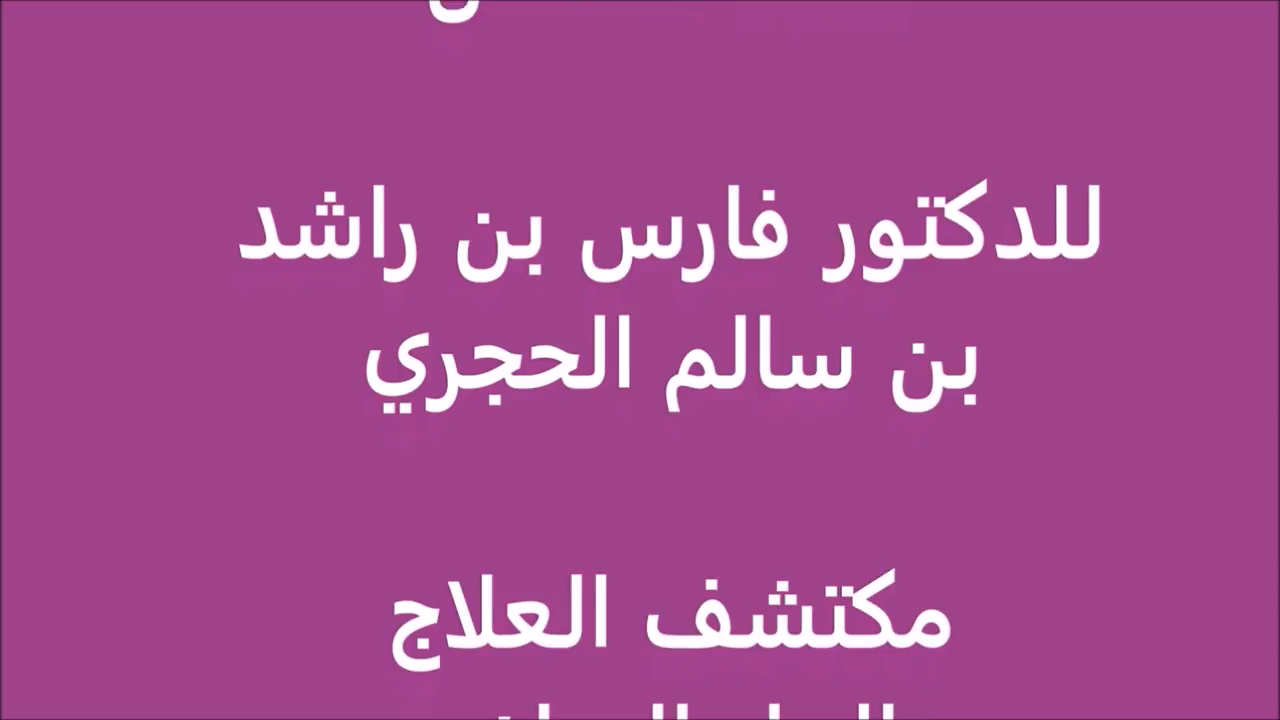 للدكتور فارس بن راشد
بن سالم الحجري
مكتشف العلاج